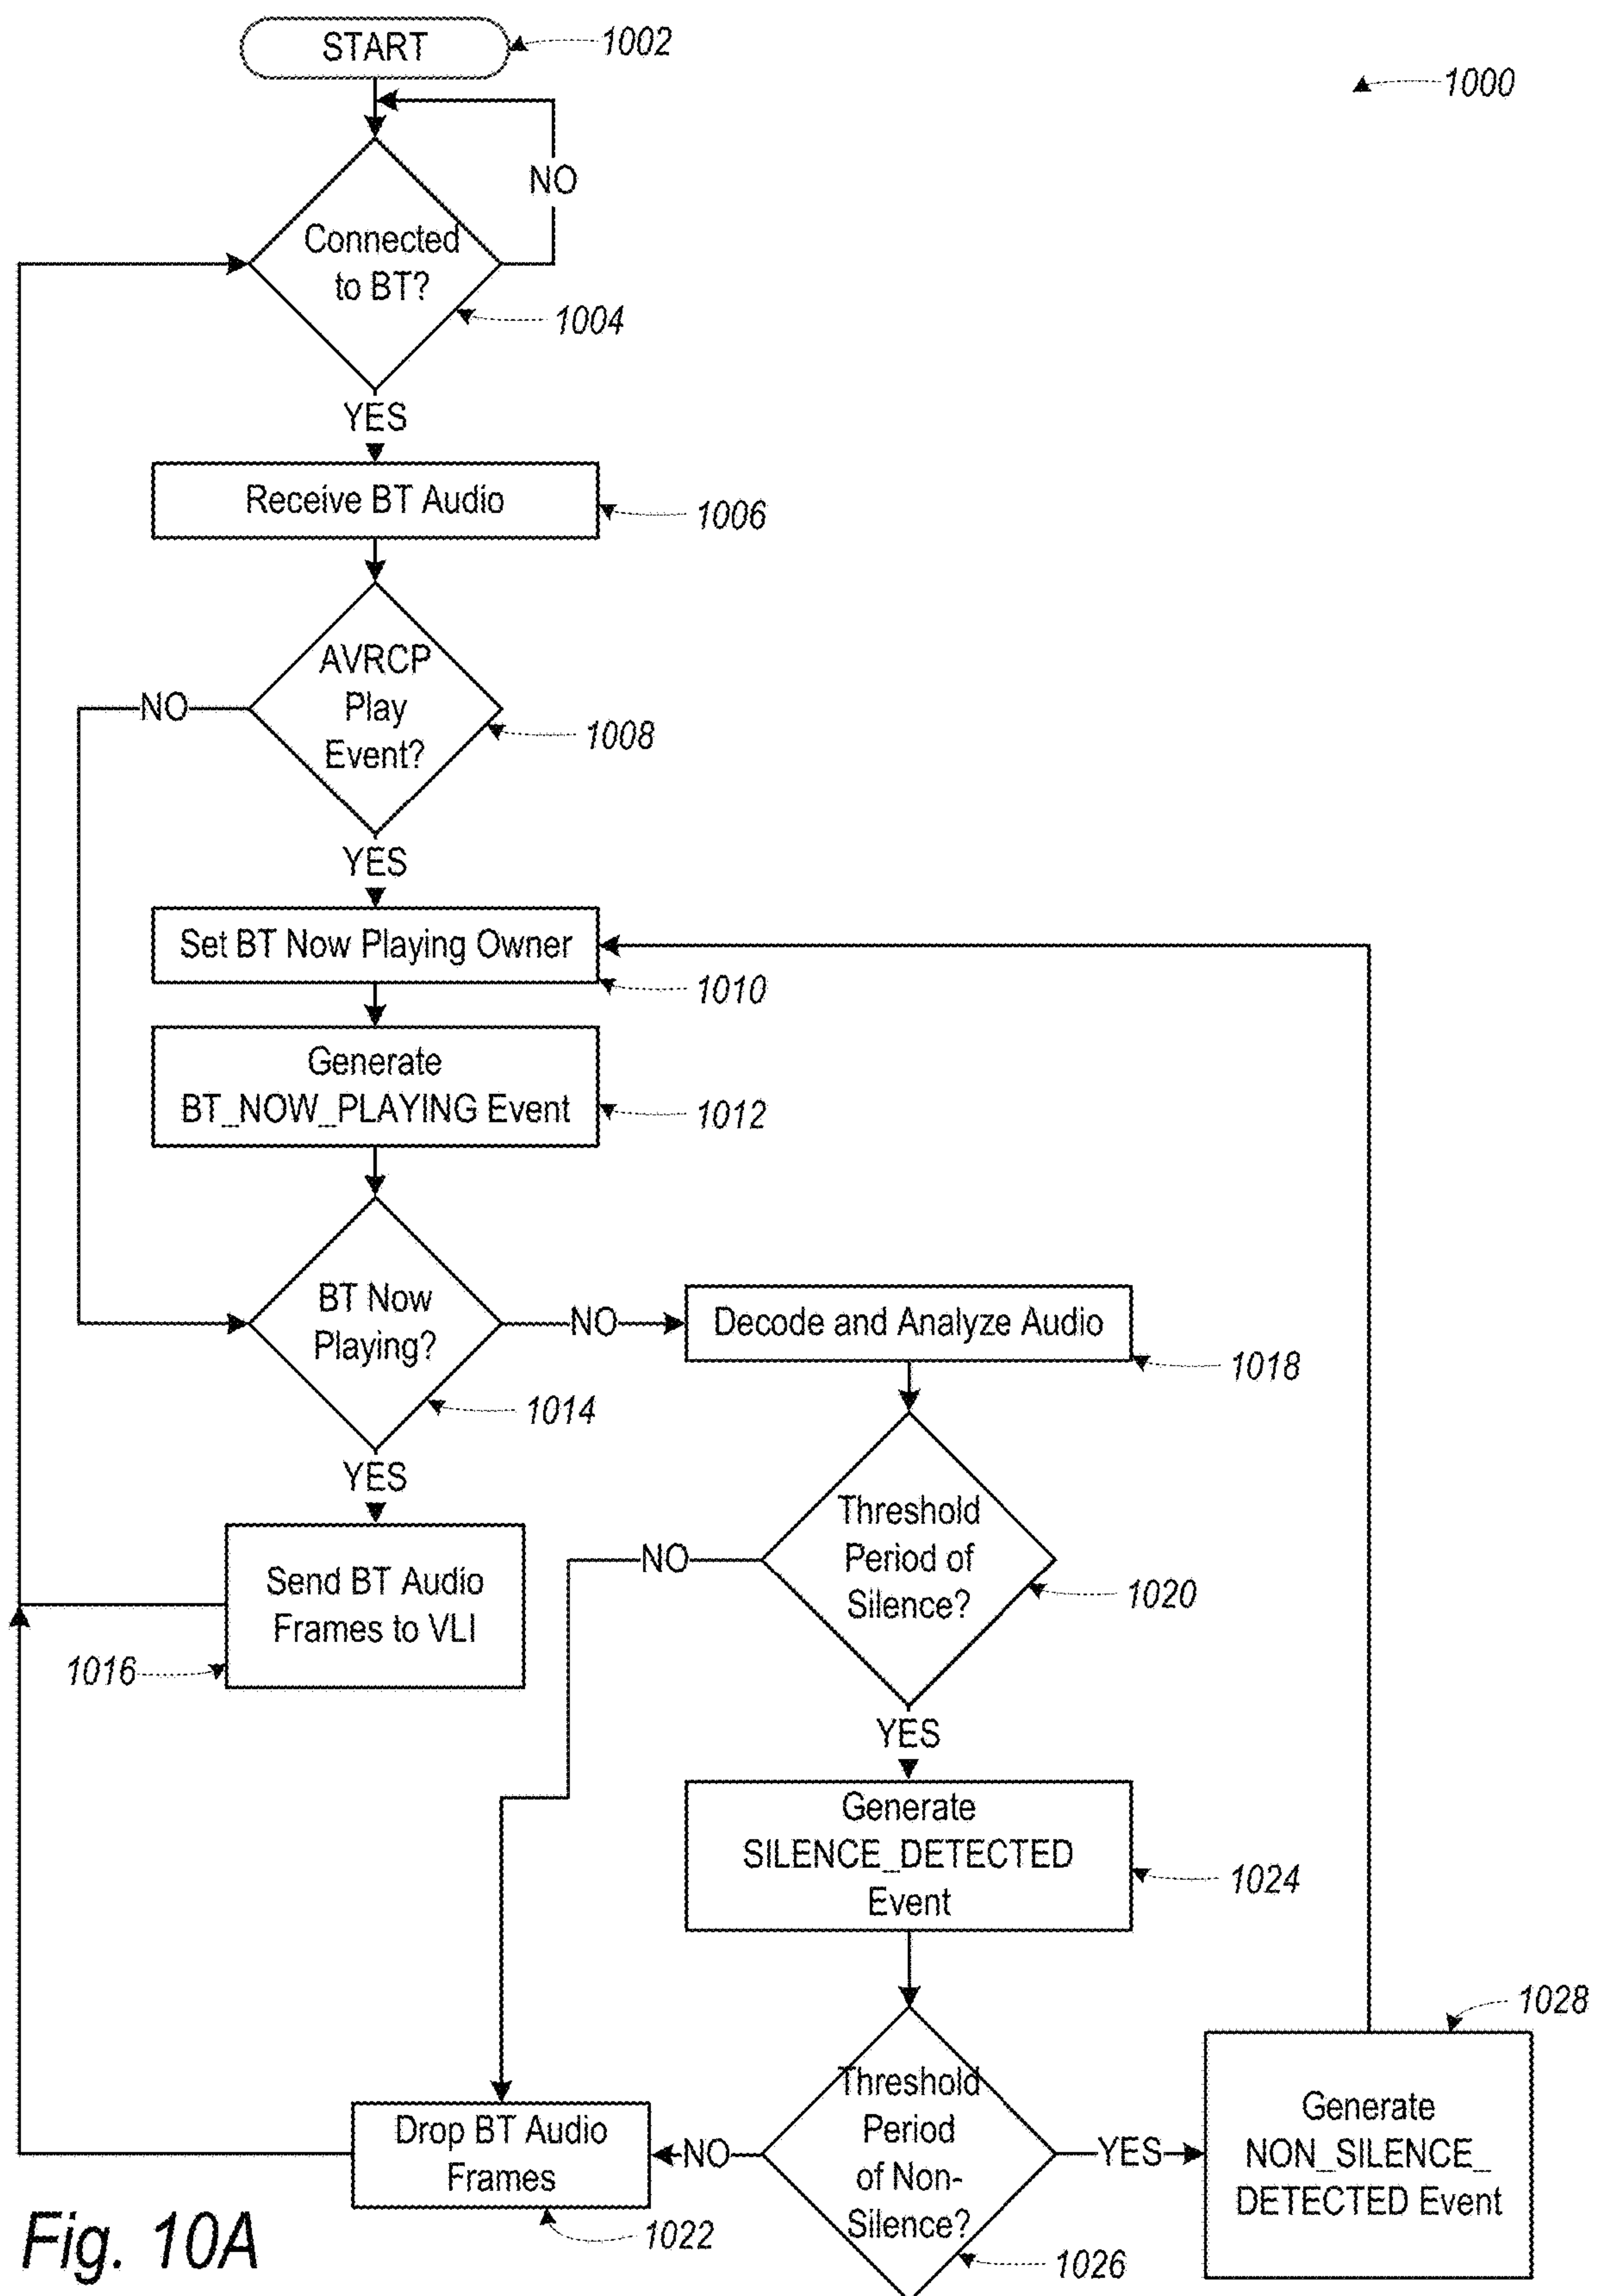 START
1002
1000
NO
Connected
to BT?
1004
YES
Receive BT Audio
1006
AVRCP
Play
Event?
NO
1008
YES
Set BT Now Playing Owner
1010
Generate
BT_NOW_PLAYING Event
1012
BT Now
Playing?
NO
Decode and Analyze Audio
1018
1014
YES
Threshold
Period of
Silence?
NO
1020
Send BT Audio
Frames to VLI
1016
YES
Generate
SILENCE_DETECTED
Event
1024
1028
Threshold
Period
of Non-
Silence?
1026
NO
YES
Drop BT Audio
Frames
1022
Generate
NON_SILENCE_
DETECTED Event
Fig. 10A